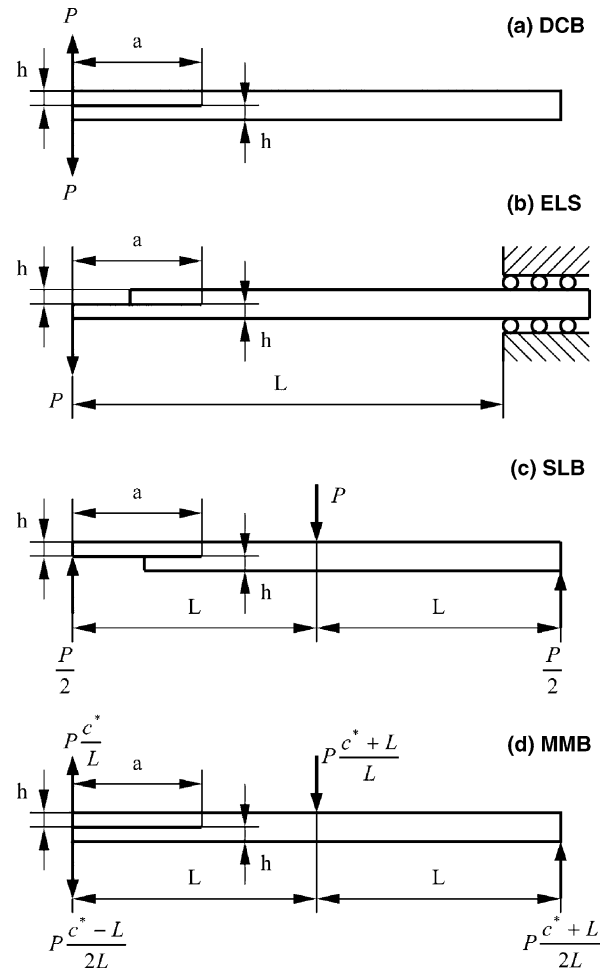 P
(a) DCB
a
h
h
P
(b) ELS
a
h
h
L
P
(c) SLB
P
a
h
h
L
L
P
2
P
2
(d) MMB
P c* / L
P c* + L / L
a
h
h
L
L
P c* - L / 2L
P c* + L / 2L